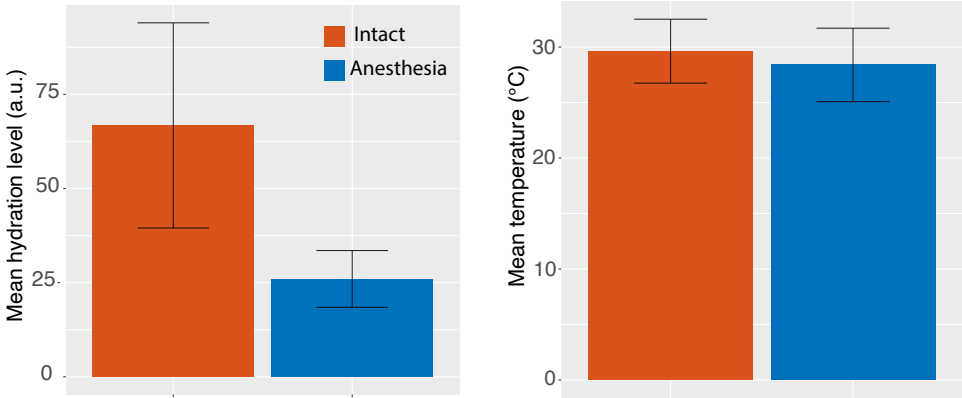 Mean hydration level (a.u.)
75
50
25
0
Intact
Anesthesia
Mean temperature (°C)
30
20
10
0